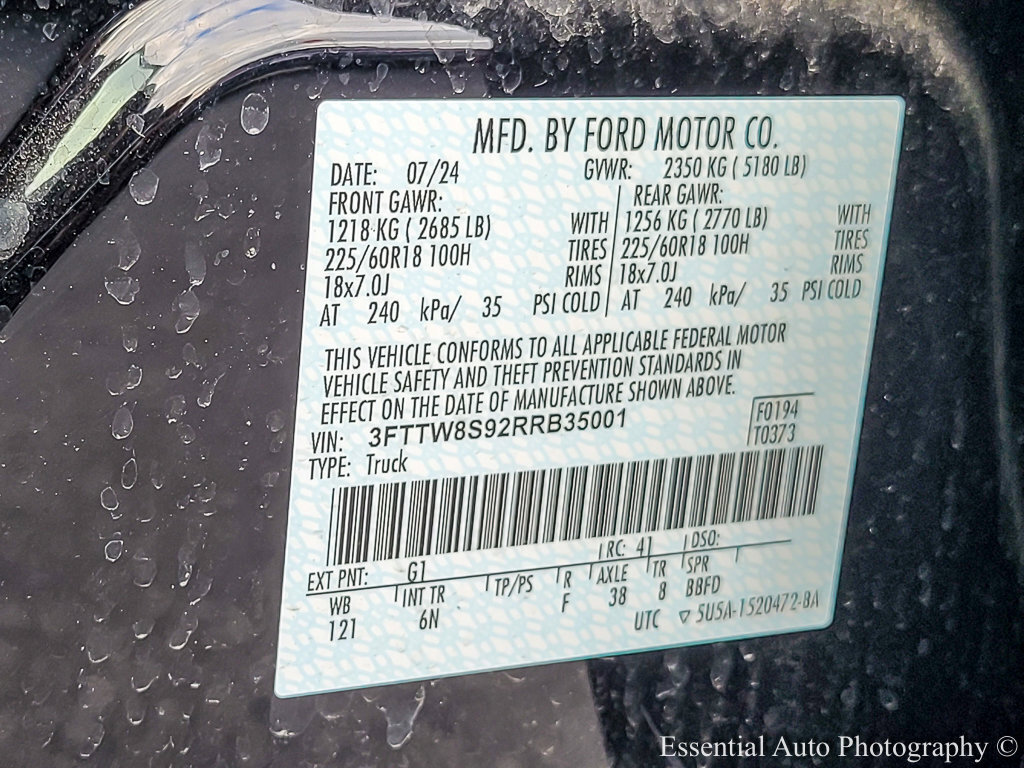 MFD. BY FORD MOTOR CO.
DATE: 07/24 GVWR: 2350 KG ( 5180 LB)
FRONT GAWR: REAR GAWR:
1218 KG ( 2685 LB) WITH 1256 KG ( 2770 LB) WITH
225/60R18 100H TIRES 225/60R18 100H TIRES
18x7.0J RIMS 18x7.0J RIMS
AT 240 kPa/ 35 PSI COLD AT 240 kPa/ 35 PSI COLD
THIS VEHICLE CONFORMS TO ALL APPLICABLE FEDERAL MOTOR
VEHICLE SAFETY AND THEFT PREVENTION STANDARDS IN
EFFECT ON THE DATE OF MANUFACTURE SHOWN ABOVE.
VIN: 3FTTW8S92RRB35001 F0194
TYPE: Truck T0373
EXT PNT: G1 RC: 41 DSO:
WB INT TR TP/PS R AXLE TR SPR
121 6N F 38 8 BBFD
UTC ▽ 5U5A-1520472-BA
Essential Auto Photography ©